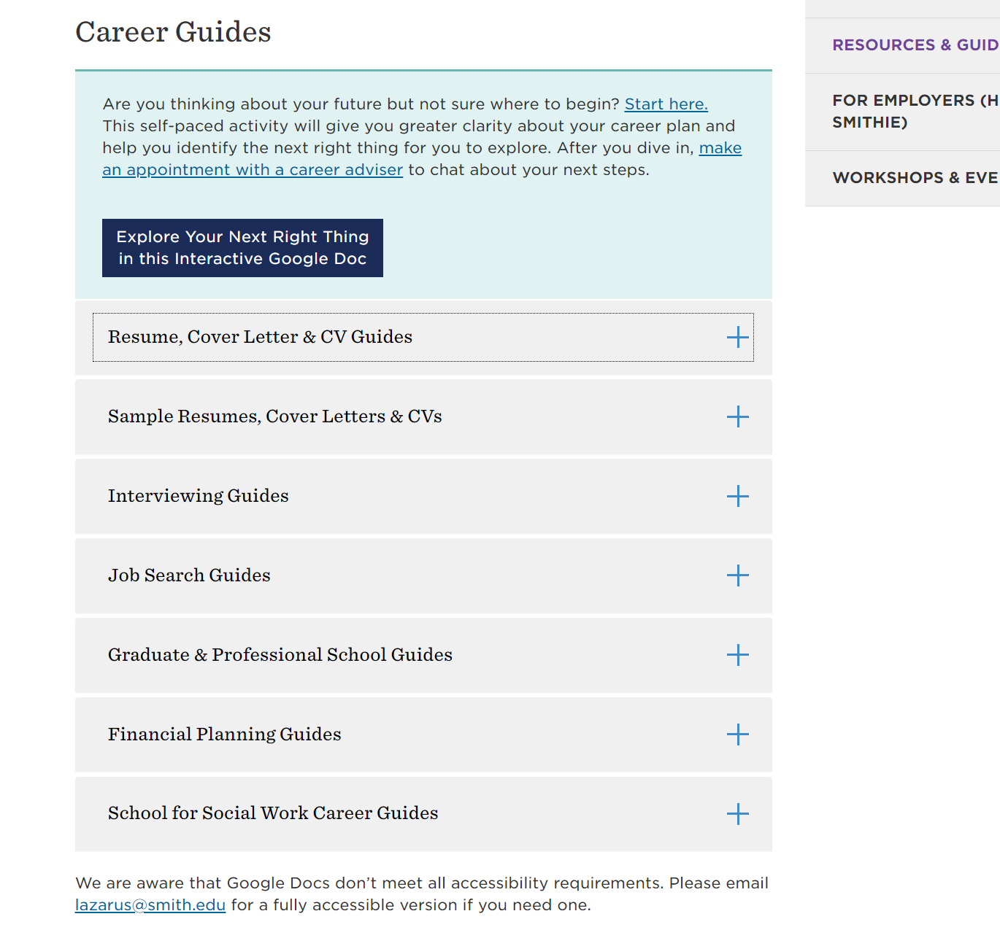 Career Guides
Are you thinking about your future but not sure where to begin? Start here.
This self-paced activity will give you greater clarity about your career plan and
help you identify the next right thing for you to explore. After you dive in, make
an appointment with a career adviser to chat about your next steps.
Explore Your Next Right Thing
in this Interactive Google Doc
Resume, Cover Letter & CV Guides
Sample Resumes, Cover Letters & CVs
Interviewing Guides
Job Search Guides
Graduate & Professional School Guides
Financial Planning Guides
School for Social Work Career Guides
We are aware that Google Docs don’t meet all accessibility requirements. Please email
lazarus@smith.edu for a fully accessible version if you need one.
RESOURCES & GUID
FOR EMPLOYERS (H
SMITHIE)
WORKSHOPS & EVE